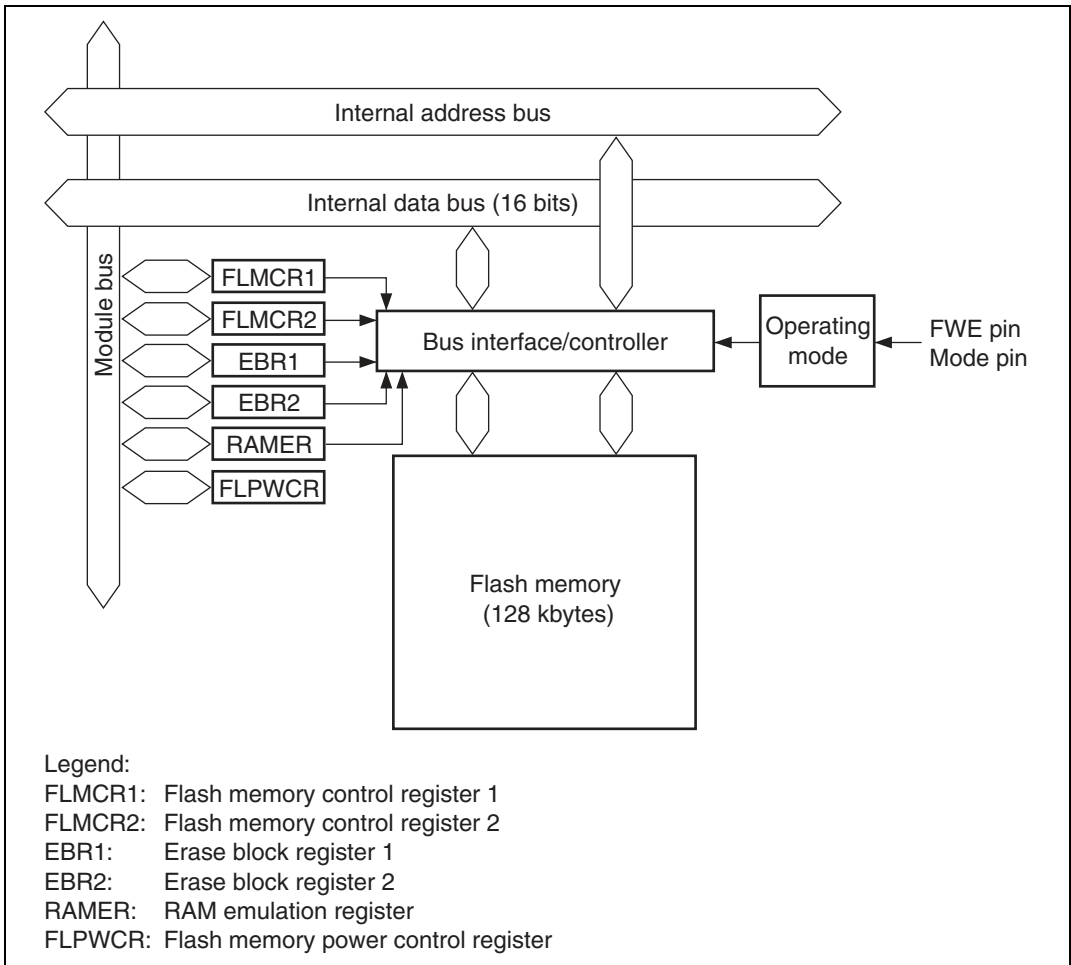 Internal address bus
Internal data bus (16 bits)
Module bus
FLMCR1
FLMCR2
EBR1
EBR2
RAMER
FLPWCR
Bus interface/controller
Operating
mode
FWE pin
Mode pin
Flash memory
(128 kbytes)
Legend:
FLMCR1: Flash memory control register 1
FLMCR2: Flash memory control register 2
EBR1: Erase block register 1
EBR2: Erase block register 2
RAMER: RAM emulation register
FLPWCR: Flash memory power control register